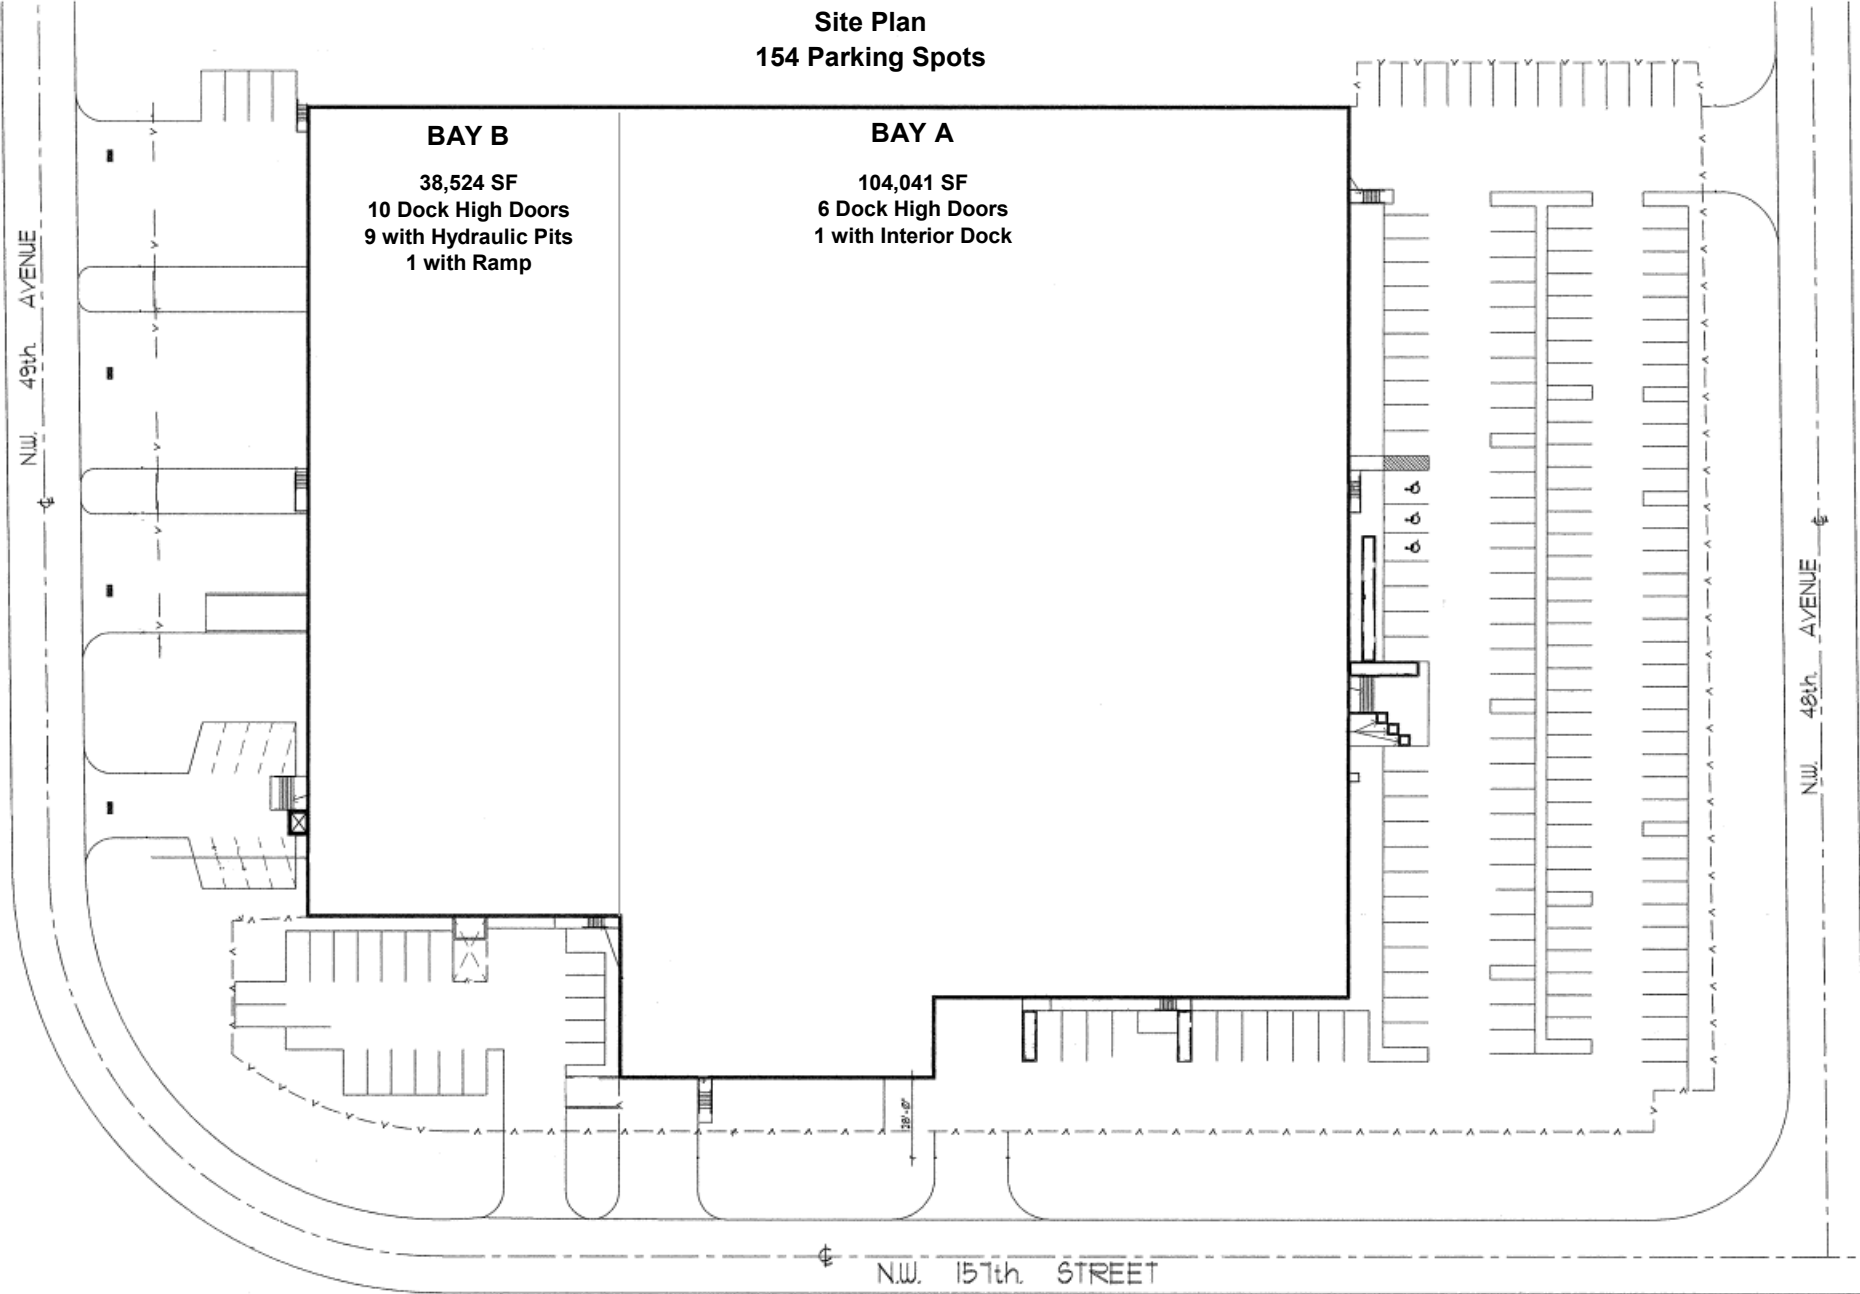 Site Plan
154 Parking Spots
BAY B
38,524 SF
10 Dock High Doors
9 with Hydraulic Pits
1 with Ramp
BAY A
104,041 SF
6 Dock High Doors
1 with Interior Dock
N.W. 49th. AVENUE
N.W. 48th. AVENUE
28'-0"
N.W. 157th. STREET